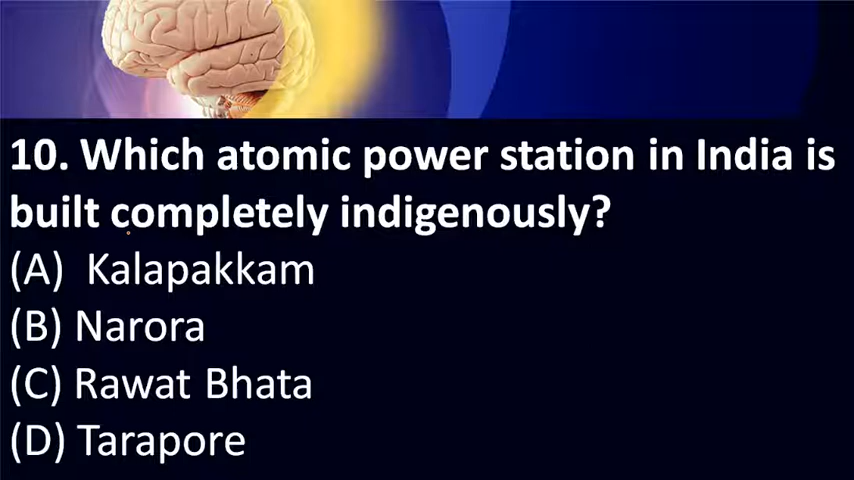 10. Which atomic power station in India is
built completely indigenously?
(A) Kalapakkam
(B) Narora
(C) Rawat Bhata
(D) Tarapore